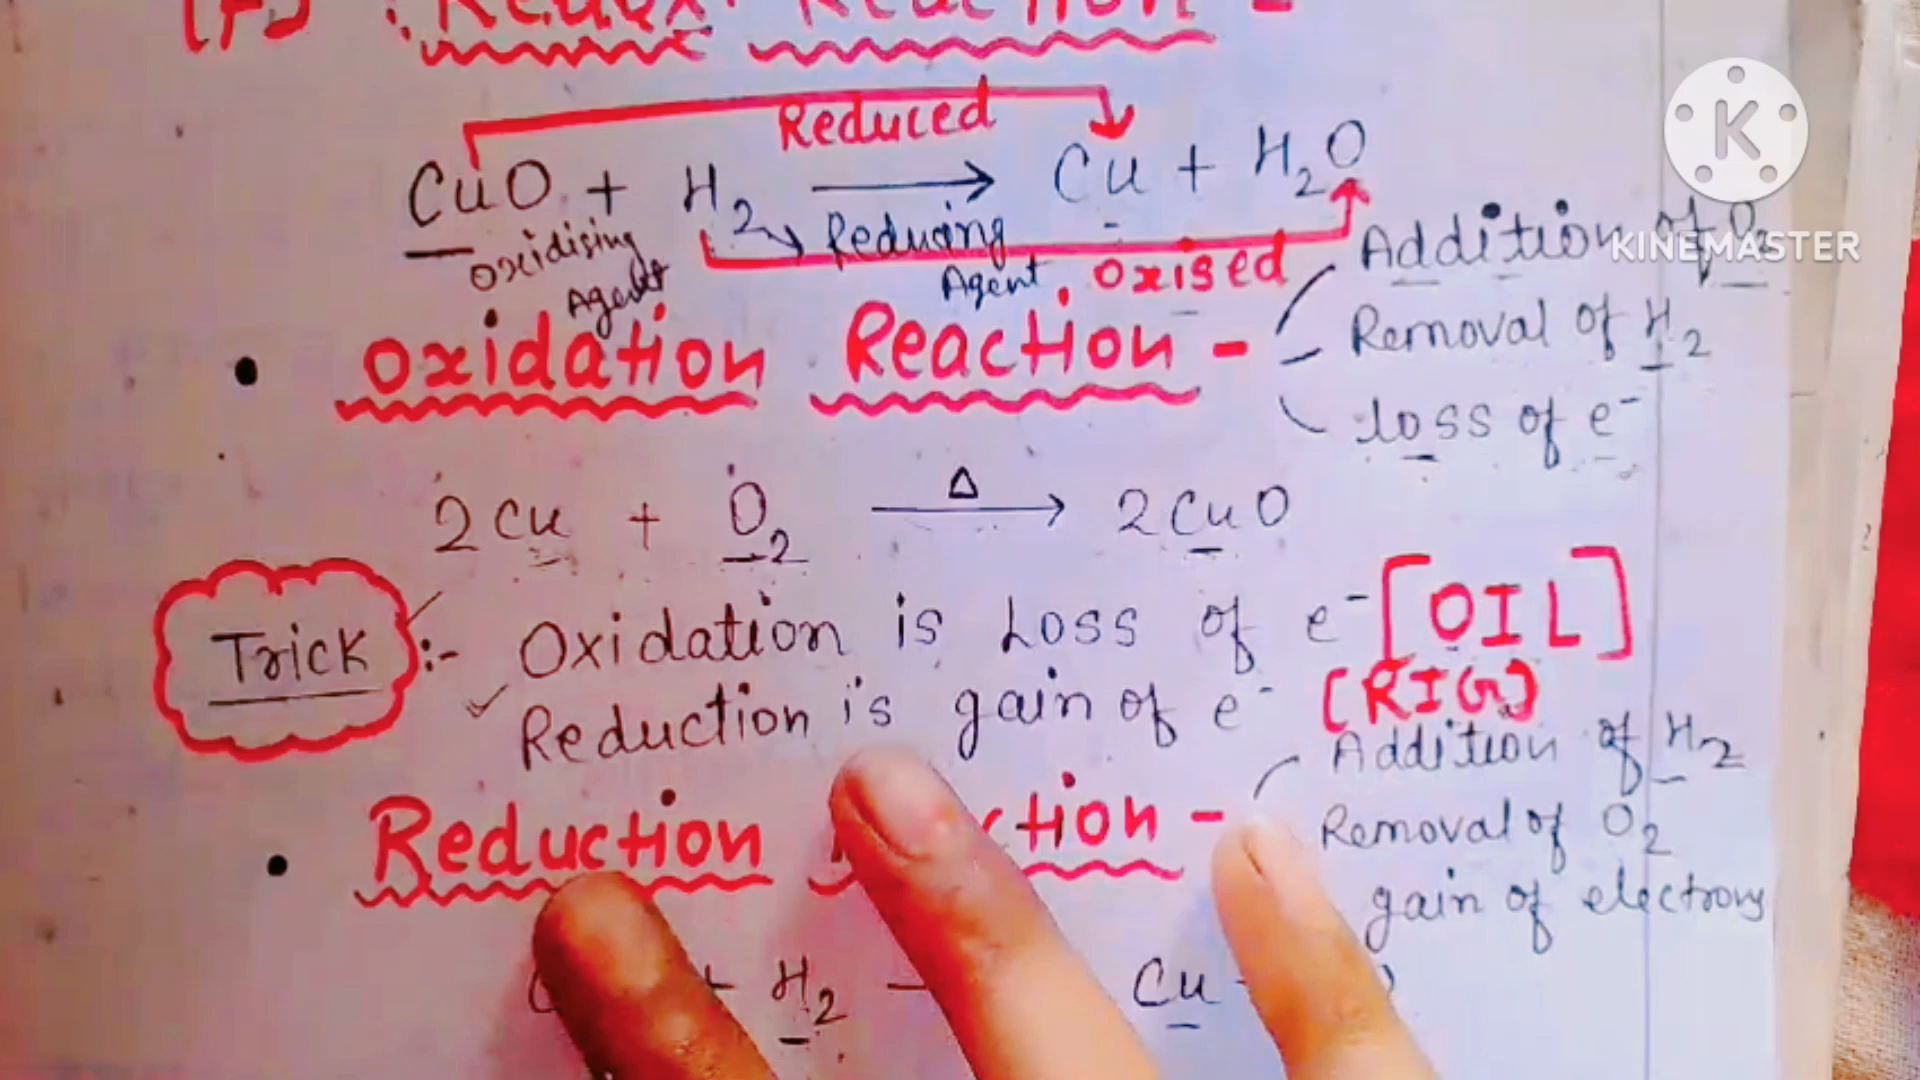 : Redox Reaction -
Reduced
CuO + H2 → Cu + H2O
Oxidising Agent
Reducing Agent
, Oxised
• Oxidation Reaction -
Addition of O2
Removal of H2
loss of e-
2Cu + O2 —Δ→ 2CuO
Trick :- Oxidation is Loss of e- [OIL]
Reduction is gain of e- [RIG]
• Reduction -
Addition of H2
Removal of O2
gain of electrons
+ H2 Cu
K
KINEMASTER